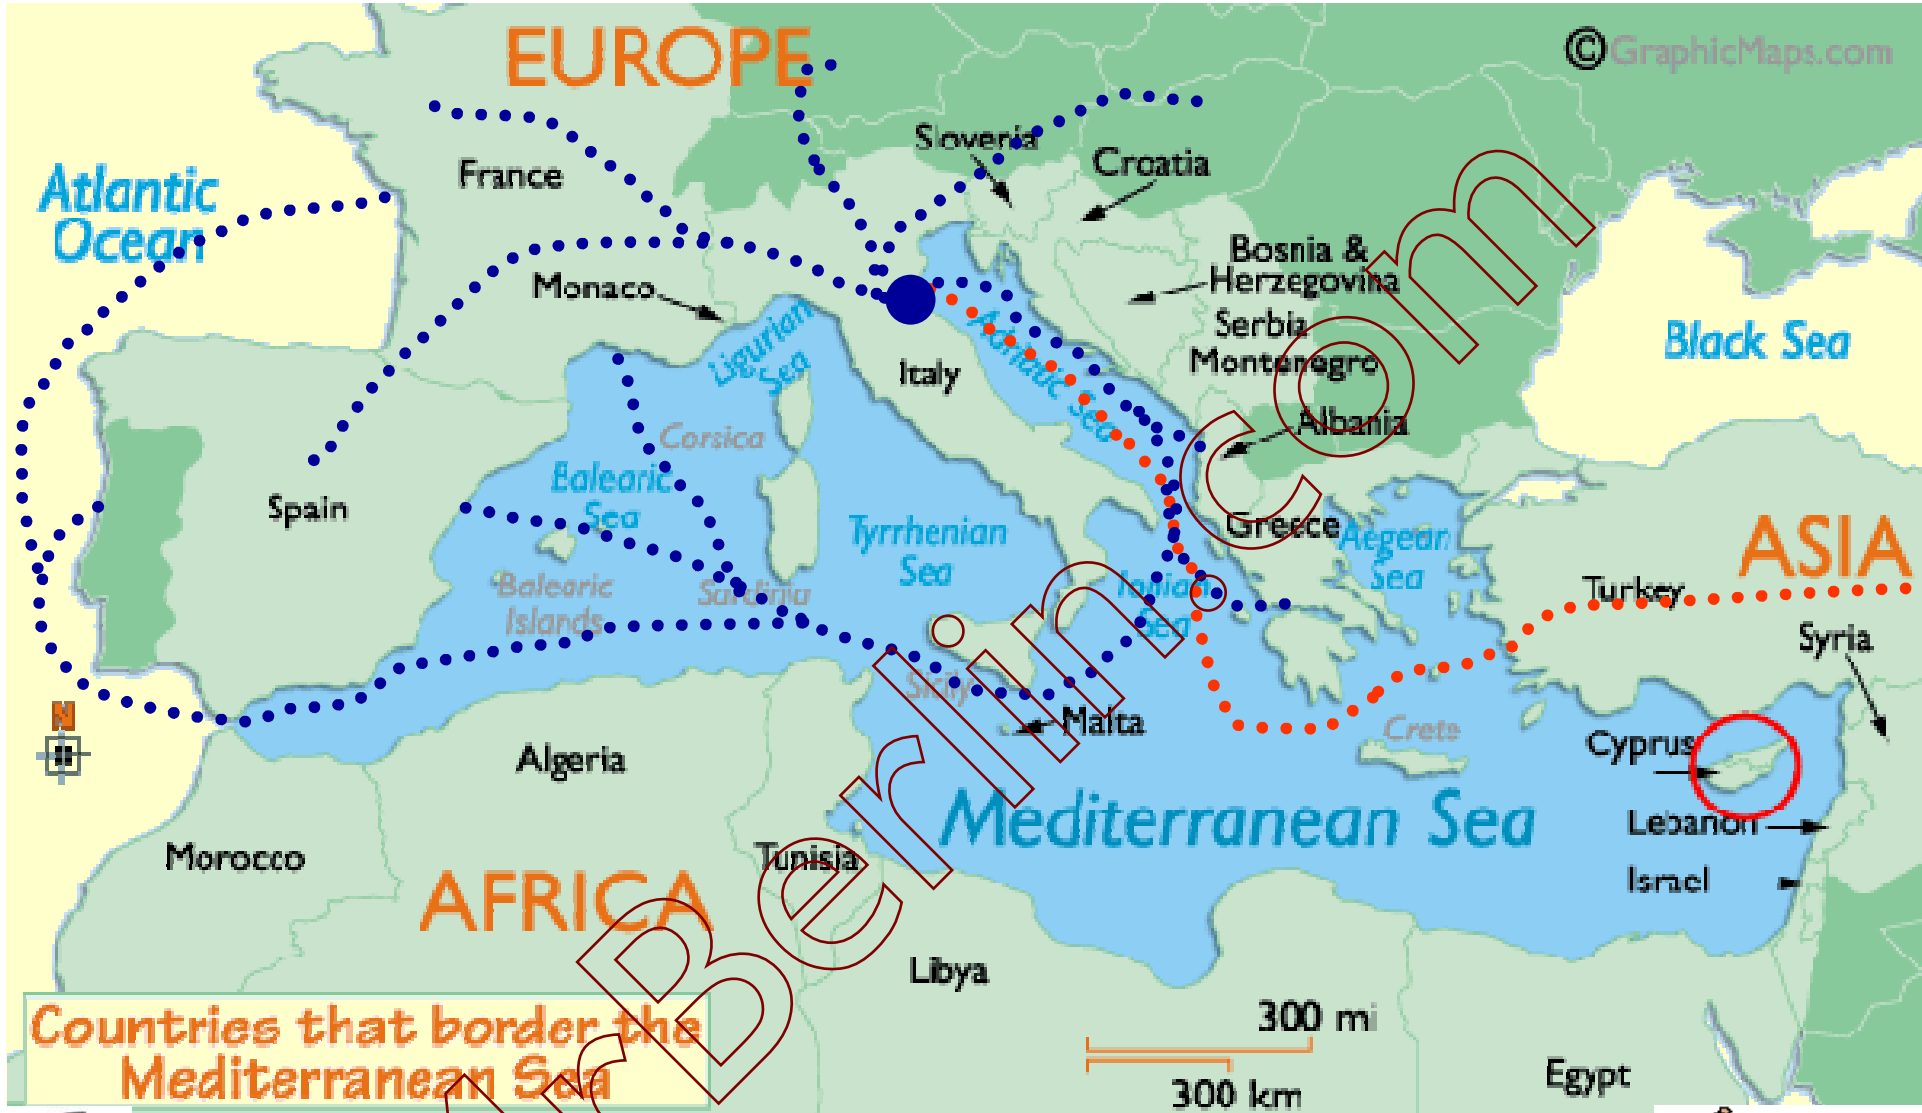 EUROPE
©GraphicMaps.com
Slovenia
Croatia
France
Atlantic
Ocean
Bosnia &
Herzegovina
Monaco
Serbia
Montenegro
Black Sea
Ligurian
Sea
Italy
Adriatic Sea
Albania
Corsica
Balearic
Sea
Spain
Tyrrhenian
Sea
Greece
Aegean
Sea
ASIA
Turkey
Balearic
Islands
Sardinia
Ionian
Sea
Syria
Sicily
N
Malta
Crete
Cyprus
Algeria
Mediterranean Sea
Lebanon
Morocco
Tunisia
Israel
AFRICA
Libya
Countries that border the
Mediterranean Sea
300 mi
300 km
Egypt